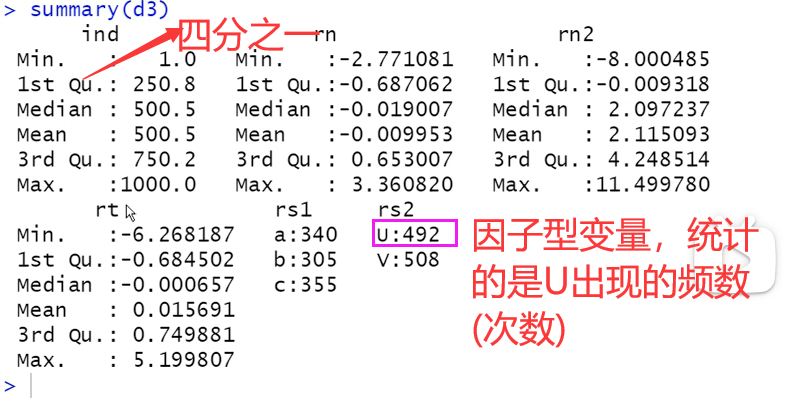 > summary(d3)
ind 四分之一 rn rn2
Min. : 1.0 Min. :-2.771081 Min. :-8.000485
1st Qu.: 250.8 1st Qu.:-0.687062 1st Qu.:-0.009318
Median : 500.5 Median :-0.019007 Median : 2.097237
Mean : 500.5 Mean :-0.009953 Mean : 2.115093
3rd Qu.: 750.2 3rd Qu.: 0.653007 3rd Qu.: 4.248514
Max. :1000.0 Max. : 3.360820 Max. :11.499780
rt rs1 rs2
Min. :-6.268187 a:340 U:492
1st Qu.:-0.684502 b:305 V:508
Median :-0.000657 c:355
Mean : 0.015691
3rd Qu.: 0.749881
Max. : 5.199807
>
因子型变量，统计
的是U出现的频数
(次数)